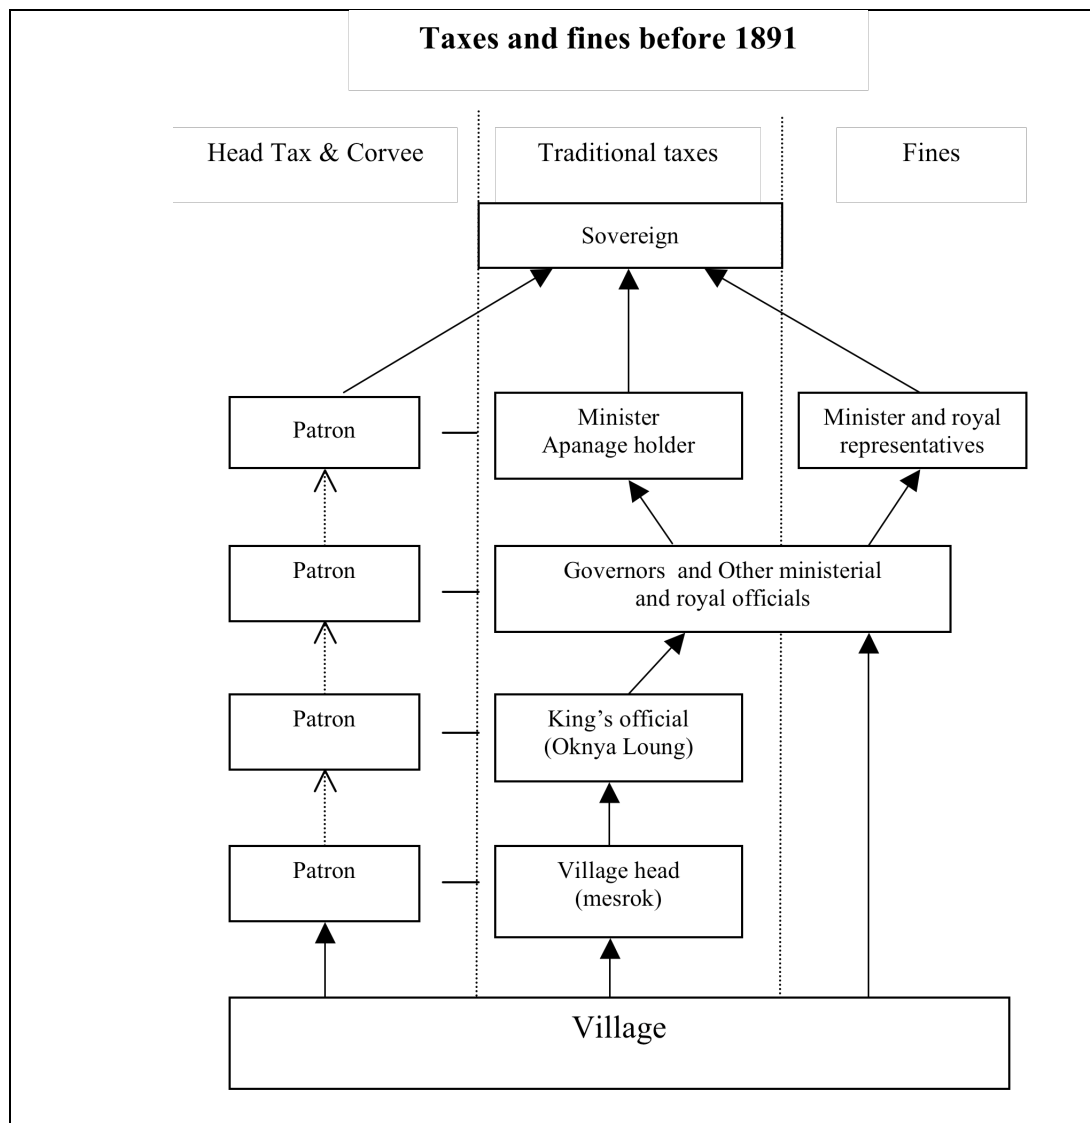 Taxes and fines before 1891
Head Tax & Corvee
Traditional taxes
Fines
Sovereign
Patron
Minister
Apanage holder
Minister and royal
representatives
Patron
Governors and Other ministerial
and royal officials
Patron
King’s official
(Oknya Loung)
Patron
Village head
(mesrok)
Village